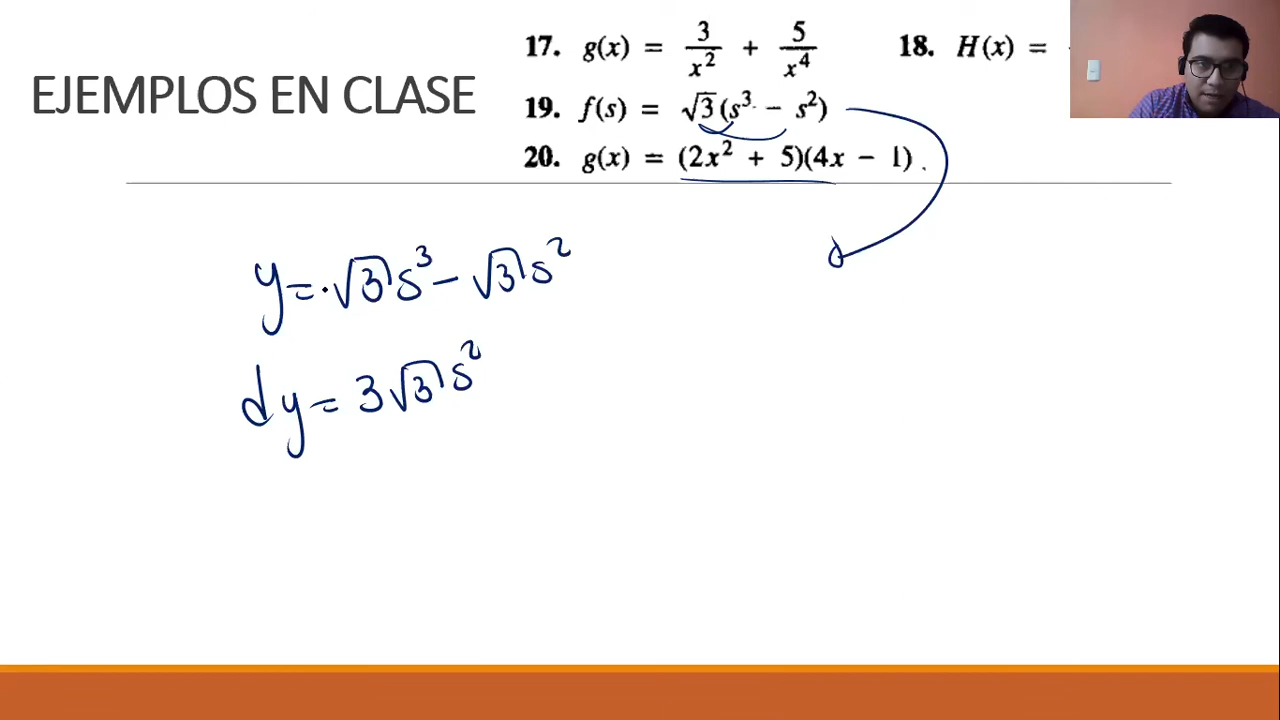 EJEMPLOS EN CLASE
17. g(x) = 3/x² + 5/x⁴
18. H(x) =
19. f(s) = √3(s³ − s²)
20. g(x) = (2x² + 5)(4x − 1).
y = √3 s³ − √3 s²
dy = 3√3 s²